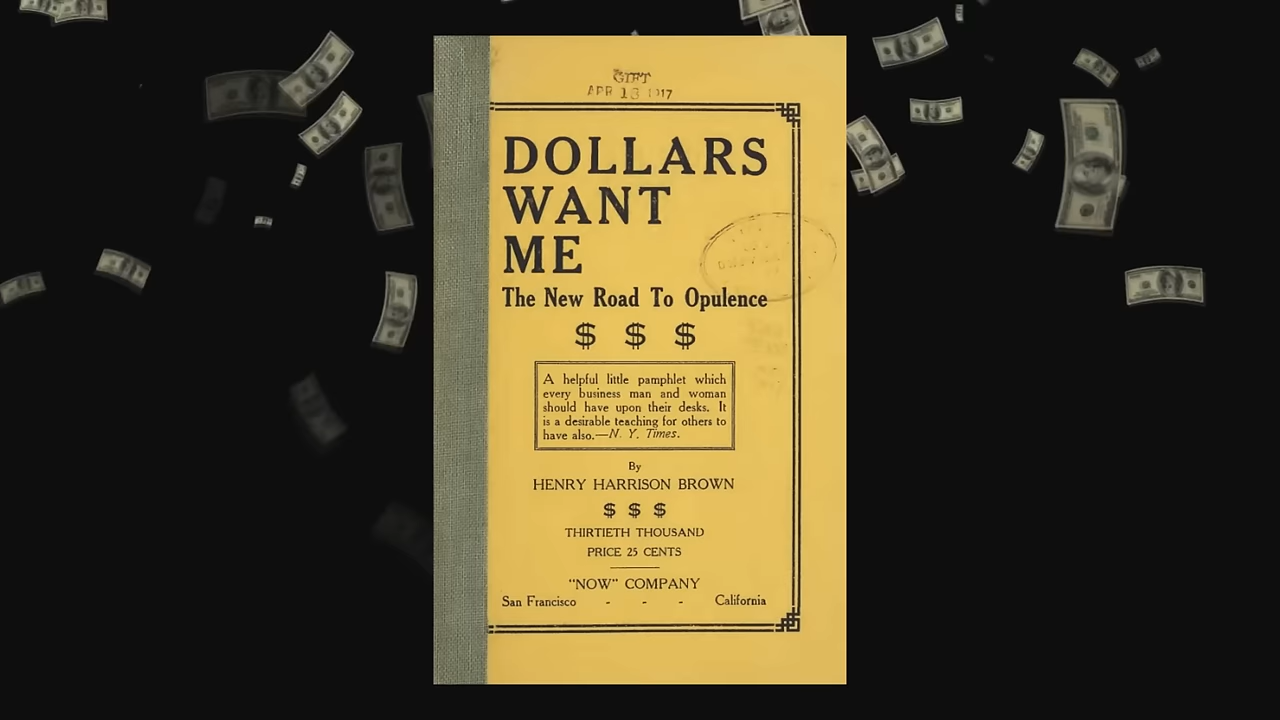 GIFT
APR 16 1917
DOLLARS
WANT
ME
The New Road To Opulence
$ $ $
A helpful little pamphlet which
every business man and woman
should have upon their desks. It
is a desirable teaching for others to
have also.—N. Y. Times.
By
HENRY HARRISON BROWN
$ $ $
THIRTIETH THOUSAND
PRICE 25 CENTS
"NOW" COMPANY
San Francisco - - - California